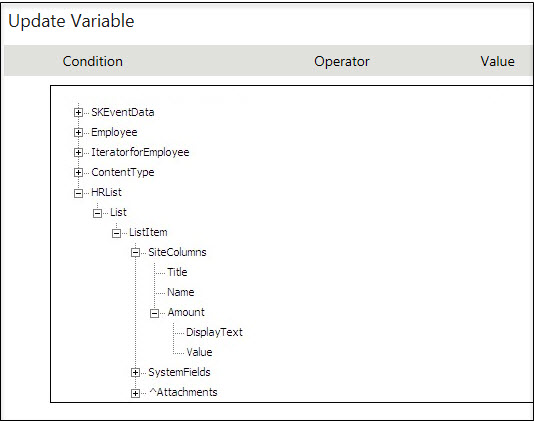 Update Variable
Condition Operator Value
SKEventData
Employee
IteratorforEmployee
ContentType
HRList
List
ListItem
SiteColumns
Title
Name
Amount
DisplayText
Value
SystemFields
^Attachments